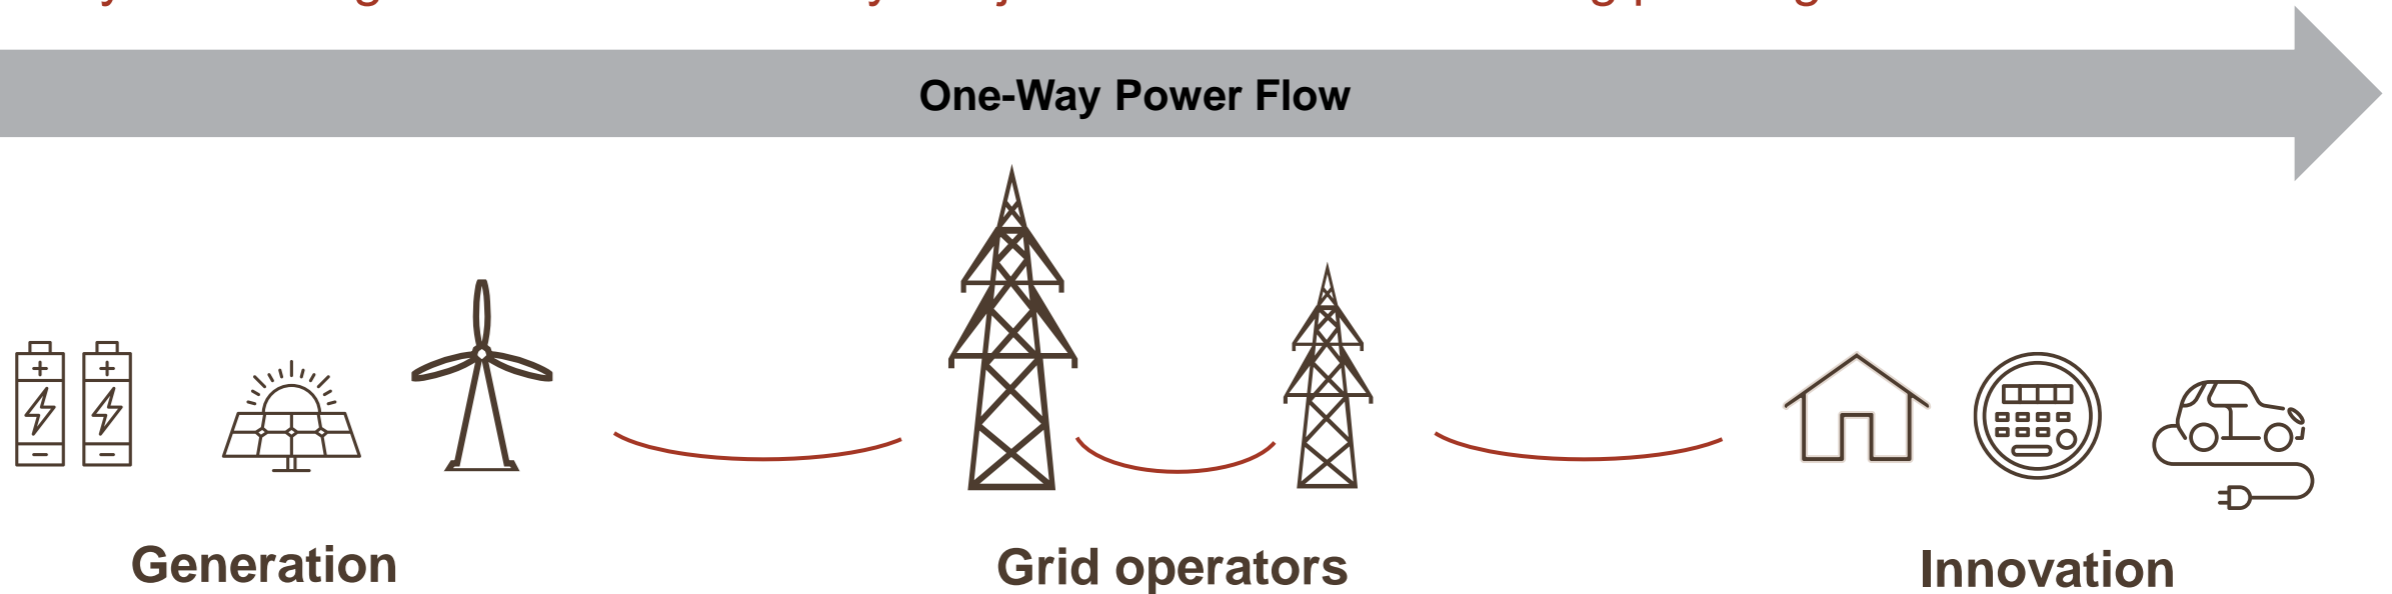 One-Way Power Flow
Generation
Grid operators
Innovation